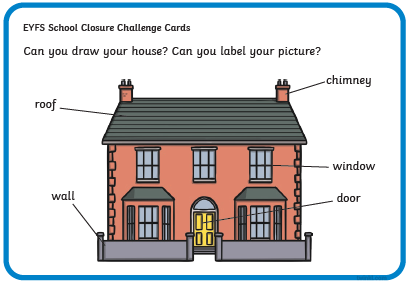 EYFS School Closure Challenge Cards
Can you draw your house? Can you label your picture?
chimney
roof
window
wall
door